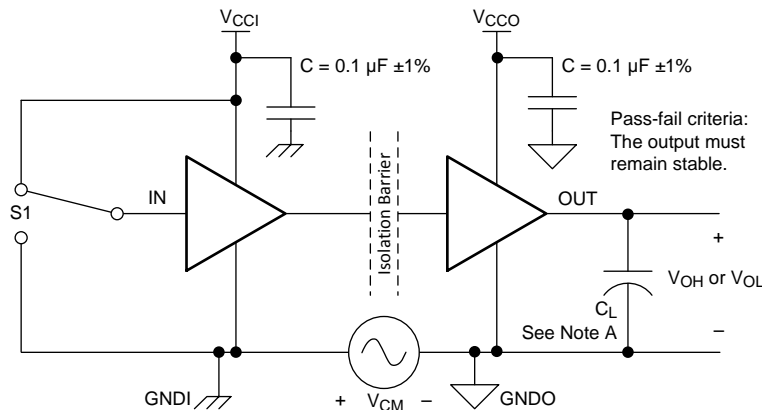 VCCI
VCCO
C = 0.1 µF ±1%
C = 0.1 µF ±1%
Pass-fail criteria:
The output must
remain stable.
Isolation Barrier
IN
OUT
S1
+
VOH or VOL
CL
See Note A
–
GNDI
+ VCM –
GNDO